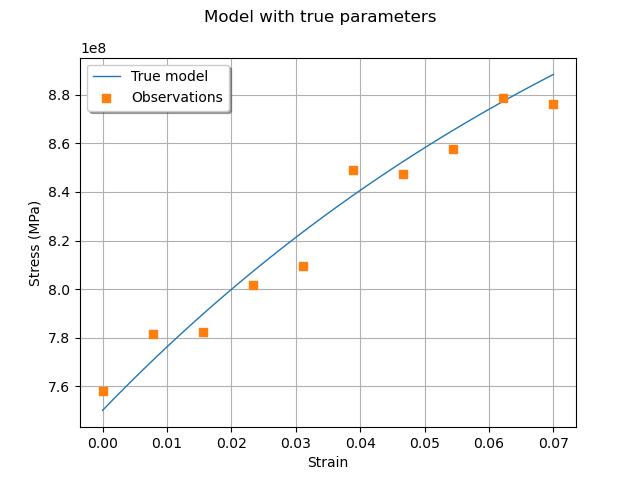 Model with true parameters
1e8
True model
Observations
8.8
8.6
8.4
8.2
8.0
7.8
7.6
Stress (MPa)
0.00 0.01 0.02 0.03 0.04 0.05 0.06 0.07
Strain